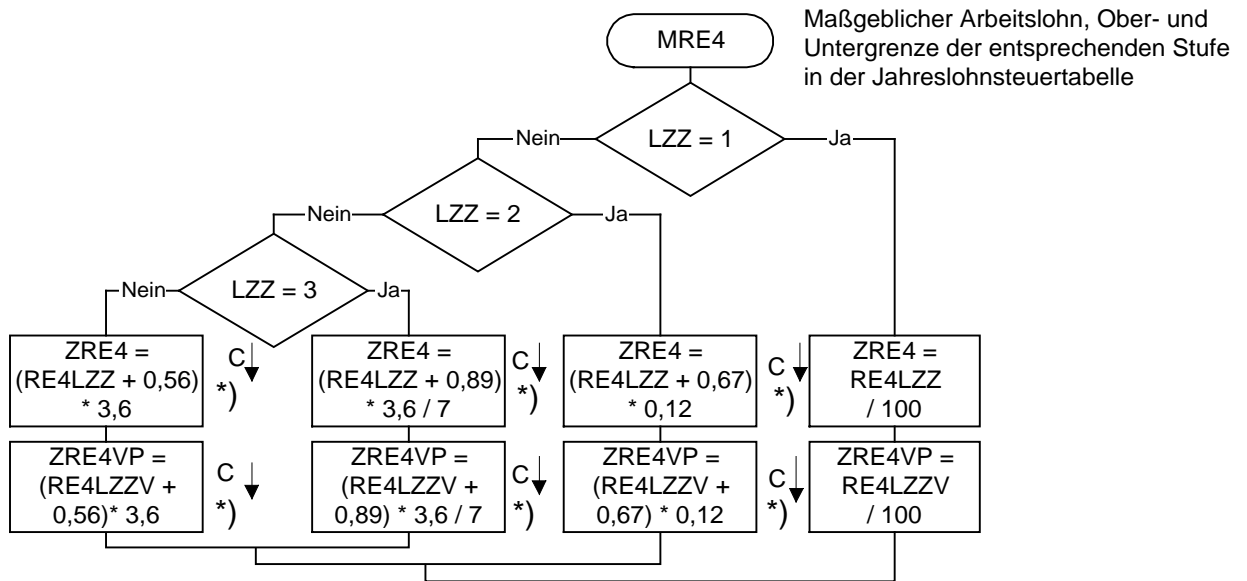 MRE4
Maßgeblicher Arbeitslohn, Ober- und
Untergrenze der entsprechenden Stufe
in der Jahreslohnsteuertabelle
Nein
LZZ = 1
Ja
Nein
LZZ = 2
Ja
Nein
LZZ = 3
Ja
ZRE4 =
(RE4LZZ + 0,56)
* 3,6
C
*)
ZRE4 =
(RE4LZZ + 0,89)
* 3,6 / 7
C
*)
ZRE4 =
(RE4LZZ + 0,67)
* 0,12
C
*)
ZRE4 =
RE4LZZ
/ 100
ZRE4VP =
(RE4LZZV +
0,56)* 3,6
C
*)
ZRE4VP =
(RE4LZZV +
0,89) * 3,6 / 7
C
*)
ZRE4VP =
(RE4LZZV +
0,67) * 0,12
C
*)
ZRE4VP =
RE4LZZV
/ 100